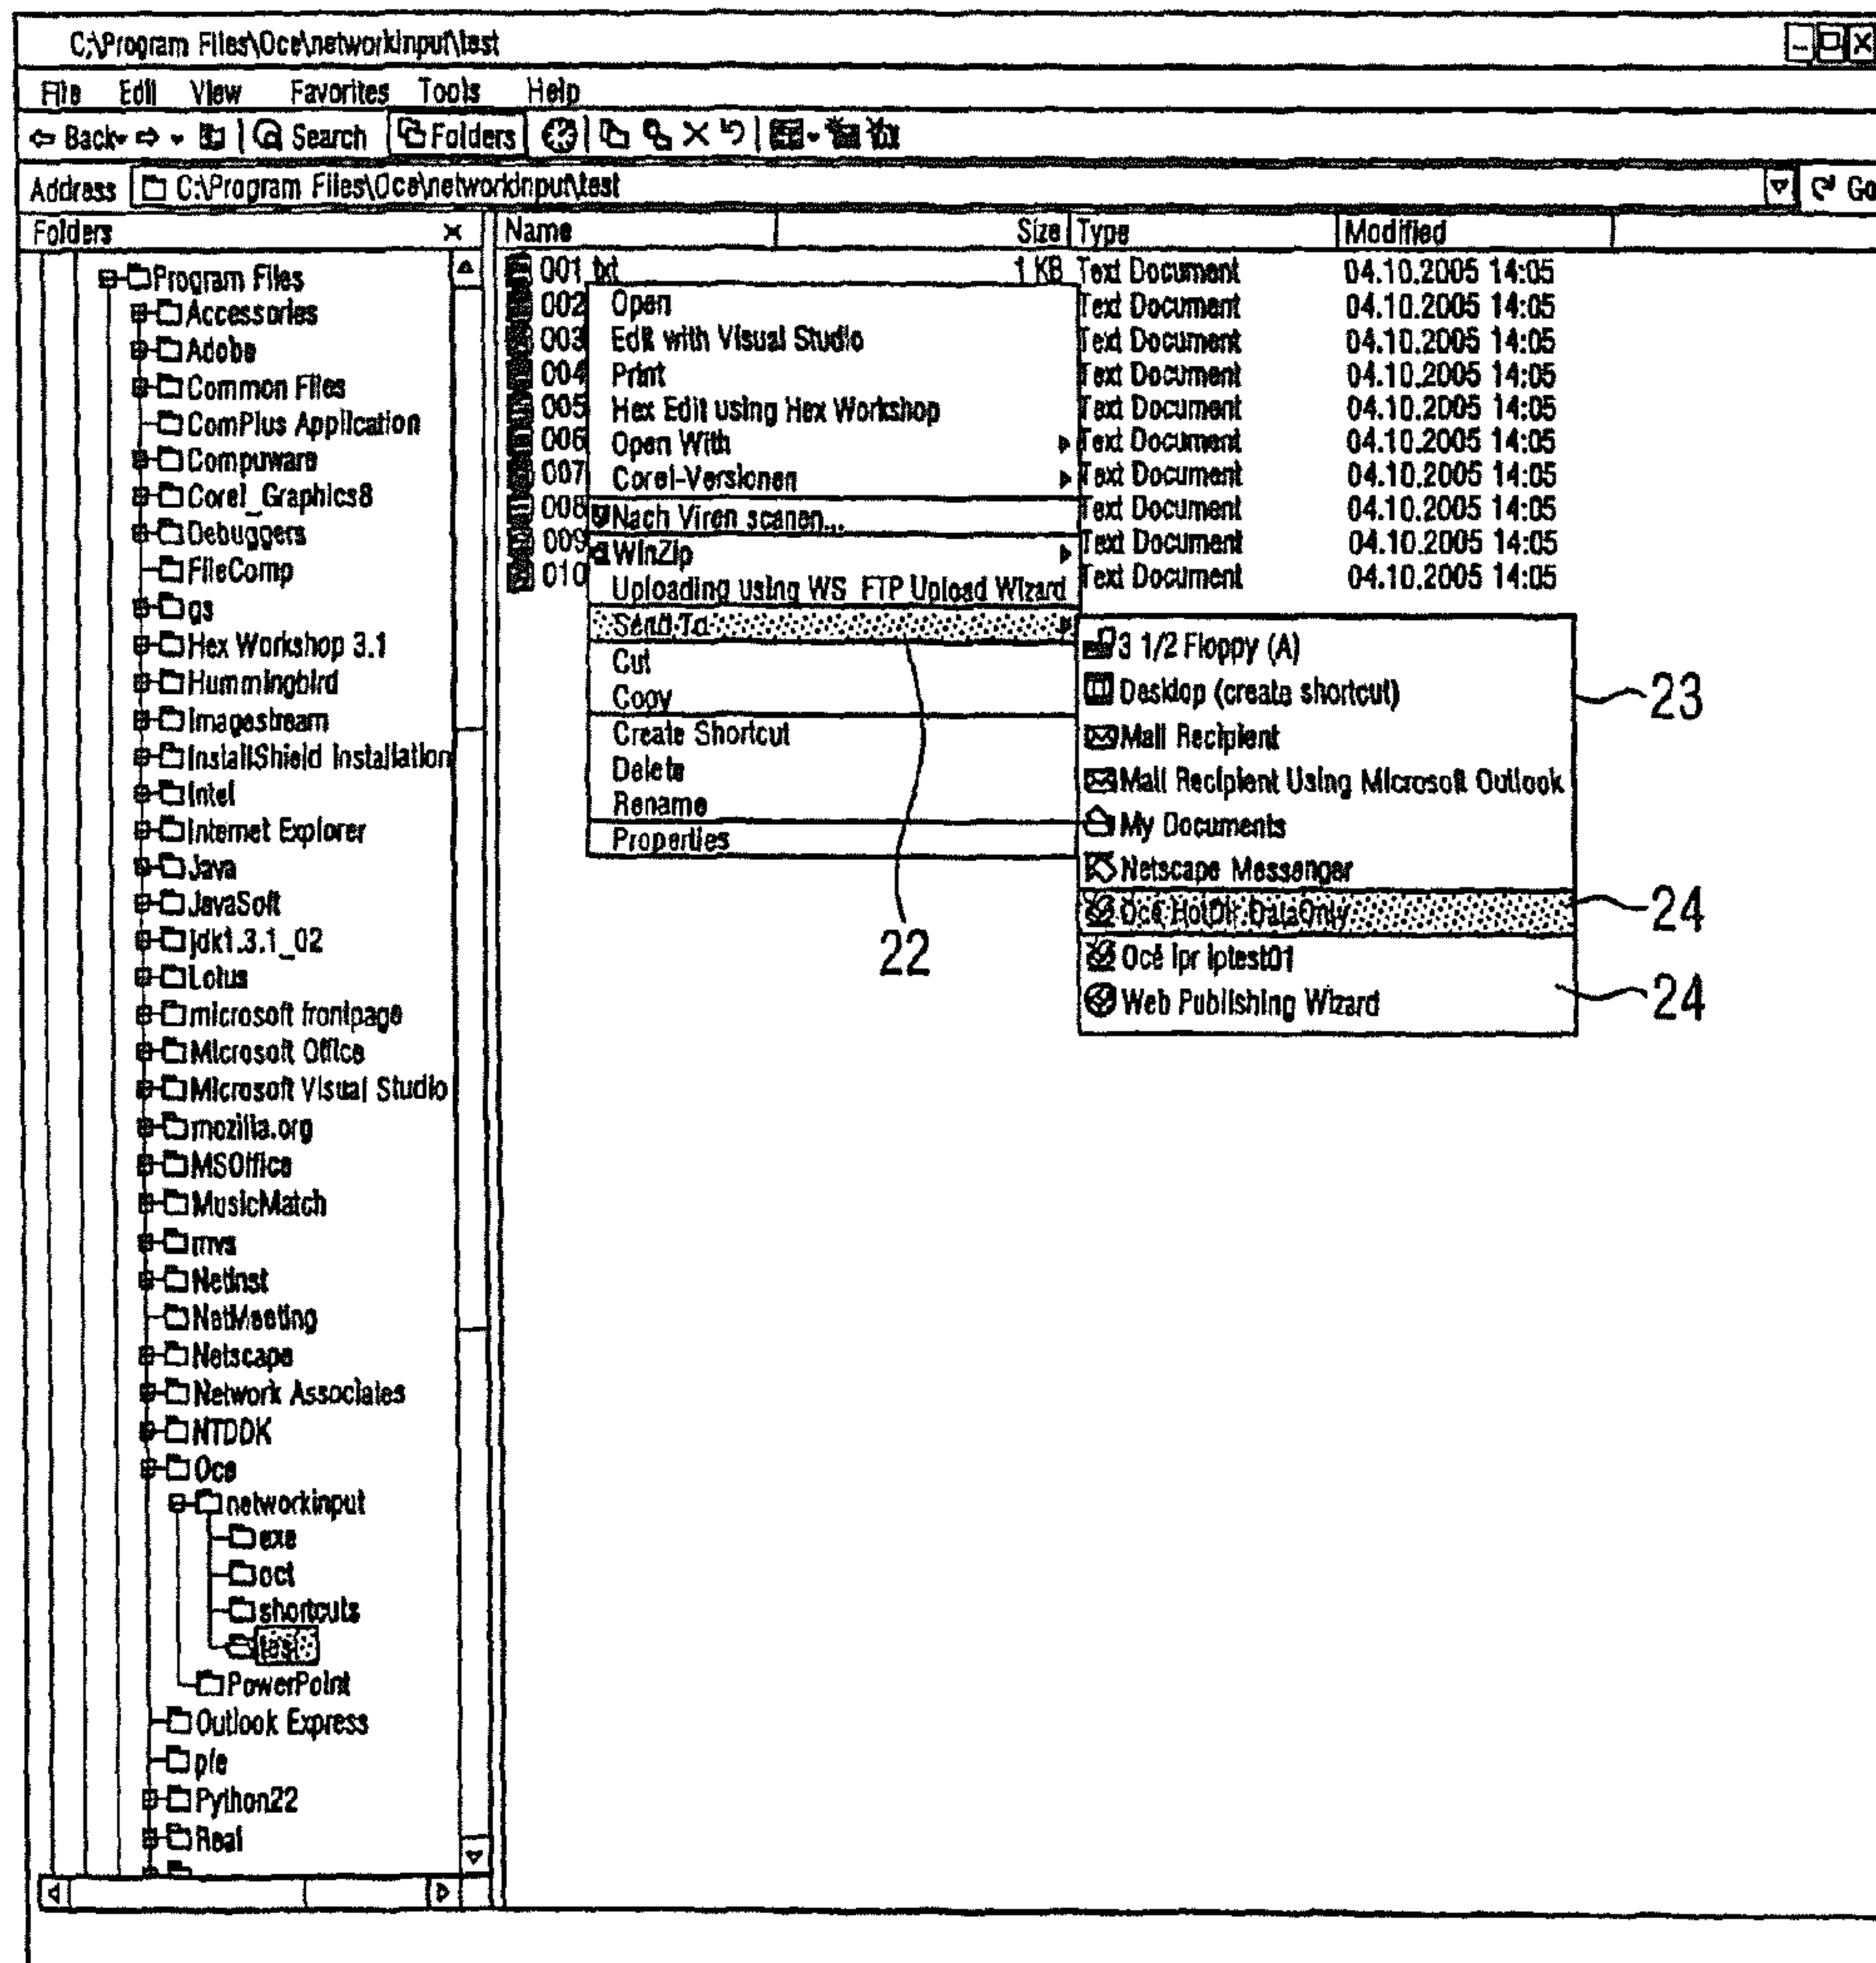 C:\Program Files\Oce\networkinput\test
File Edit View Favorites Tools Help
Back Search Folders
Address C:\Program Files\Oce\networkinput\test Go
Folders
Program Files
Accessories
Adobe
Common Files
ComPlus Application
Compuware
Corel_Graphics8
Debuggers
FileComp
gs
Hex Workshop 3.1
Hummingbird
Imagestream
InstallShield Installation
Intel
Internet Explorer
Java
JavaSoft
jdk1.3.1_02
Lotus
microsoft frontpage
Microsoft Office
Microsoft Visual Studio
mozilla.org
MSOffice
MusicMatch
mvs
NetInst
NetMeeting
Netscape
Network Associates
NTDDK
Oce
networkinput
exe
oct
shortcuts
test
PowerPoint
Outlook Express
pfe
Python22
Real
Name Size Type Modified
001.txt 1 KB Text Document 04.10.2005 14:05
002 Text Document 04.10.2005 14:05
003 Text Document 04.10.2005 14:05
004 Text Document 04.10.2005 14:05
005 Text Document 04.10.2005 14:05
006 Text Document 04.10.2005 14:05
007 Text Document 04.10.2005 14:05
008 Text Document 04.10.2005 14:05
009 Text Document 04.10.2005 14:05
010 Text Document 04.10.2005 14:05
Open
Edit with Visual Studio
Print
Hex Edit using Hex Workshop
Open With
Corel-Versionen
Nach Viren scanen...
WinZip
Uploading using WS_FTP Upload Wizard
Send To
Cut
Copy
Create Shortcut
Delete
Rename
Properties
22
3 1/2 Floppy (A)
Desktop (create shortcut)
23
Mail Recipient
Mail Recipient Using Microsoft Outlook
My Documents
Netscape Messenger
Océ HotDir DataOnly
24
Océ lpr iptest01
Web Publishing Wizard
24